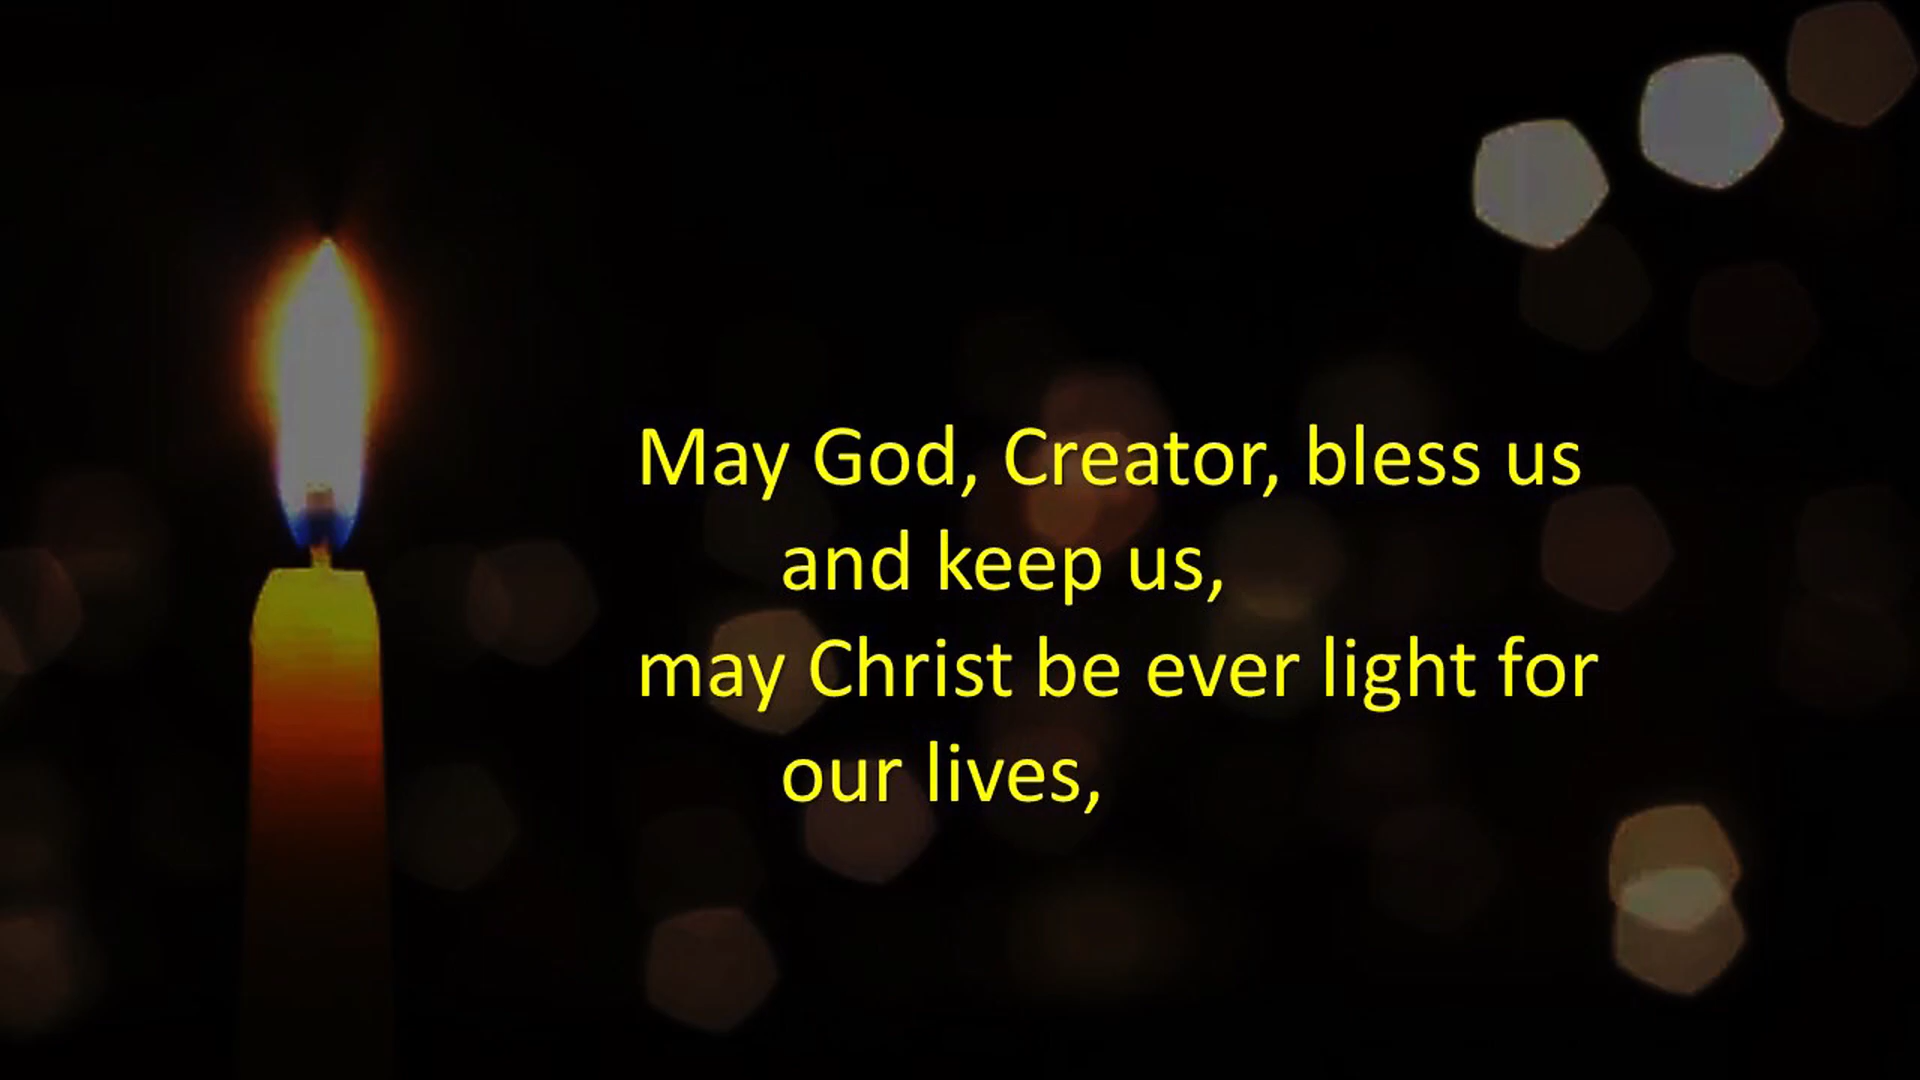 May God, Creator, bless us
and keep us,
may Christ be ever light for
our lives,